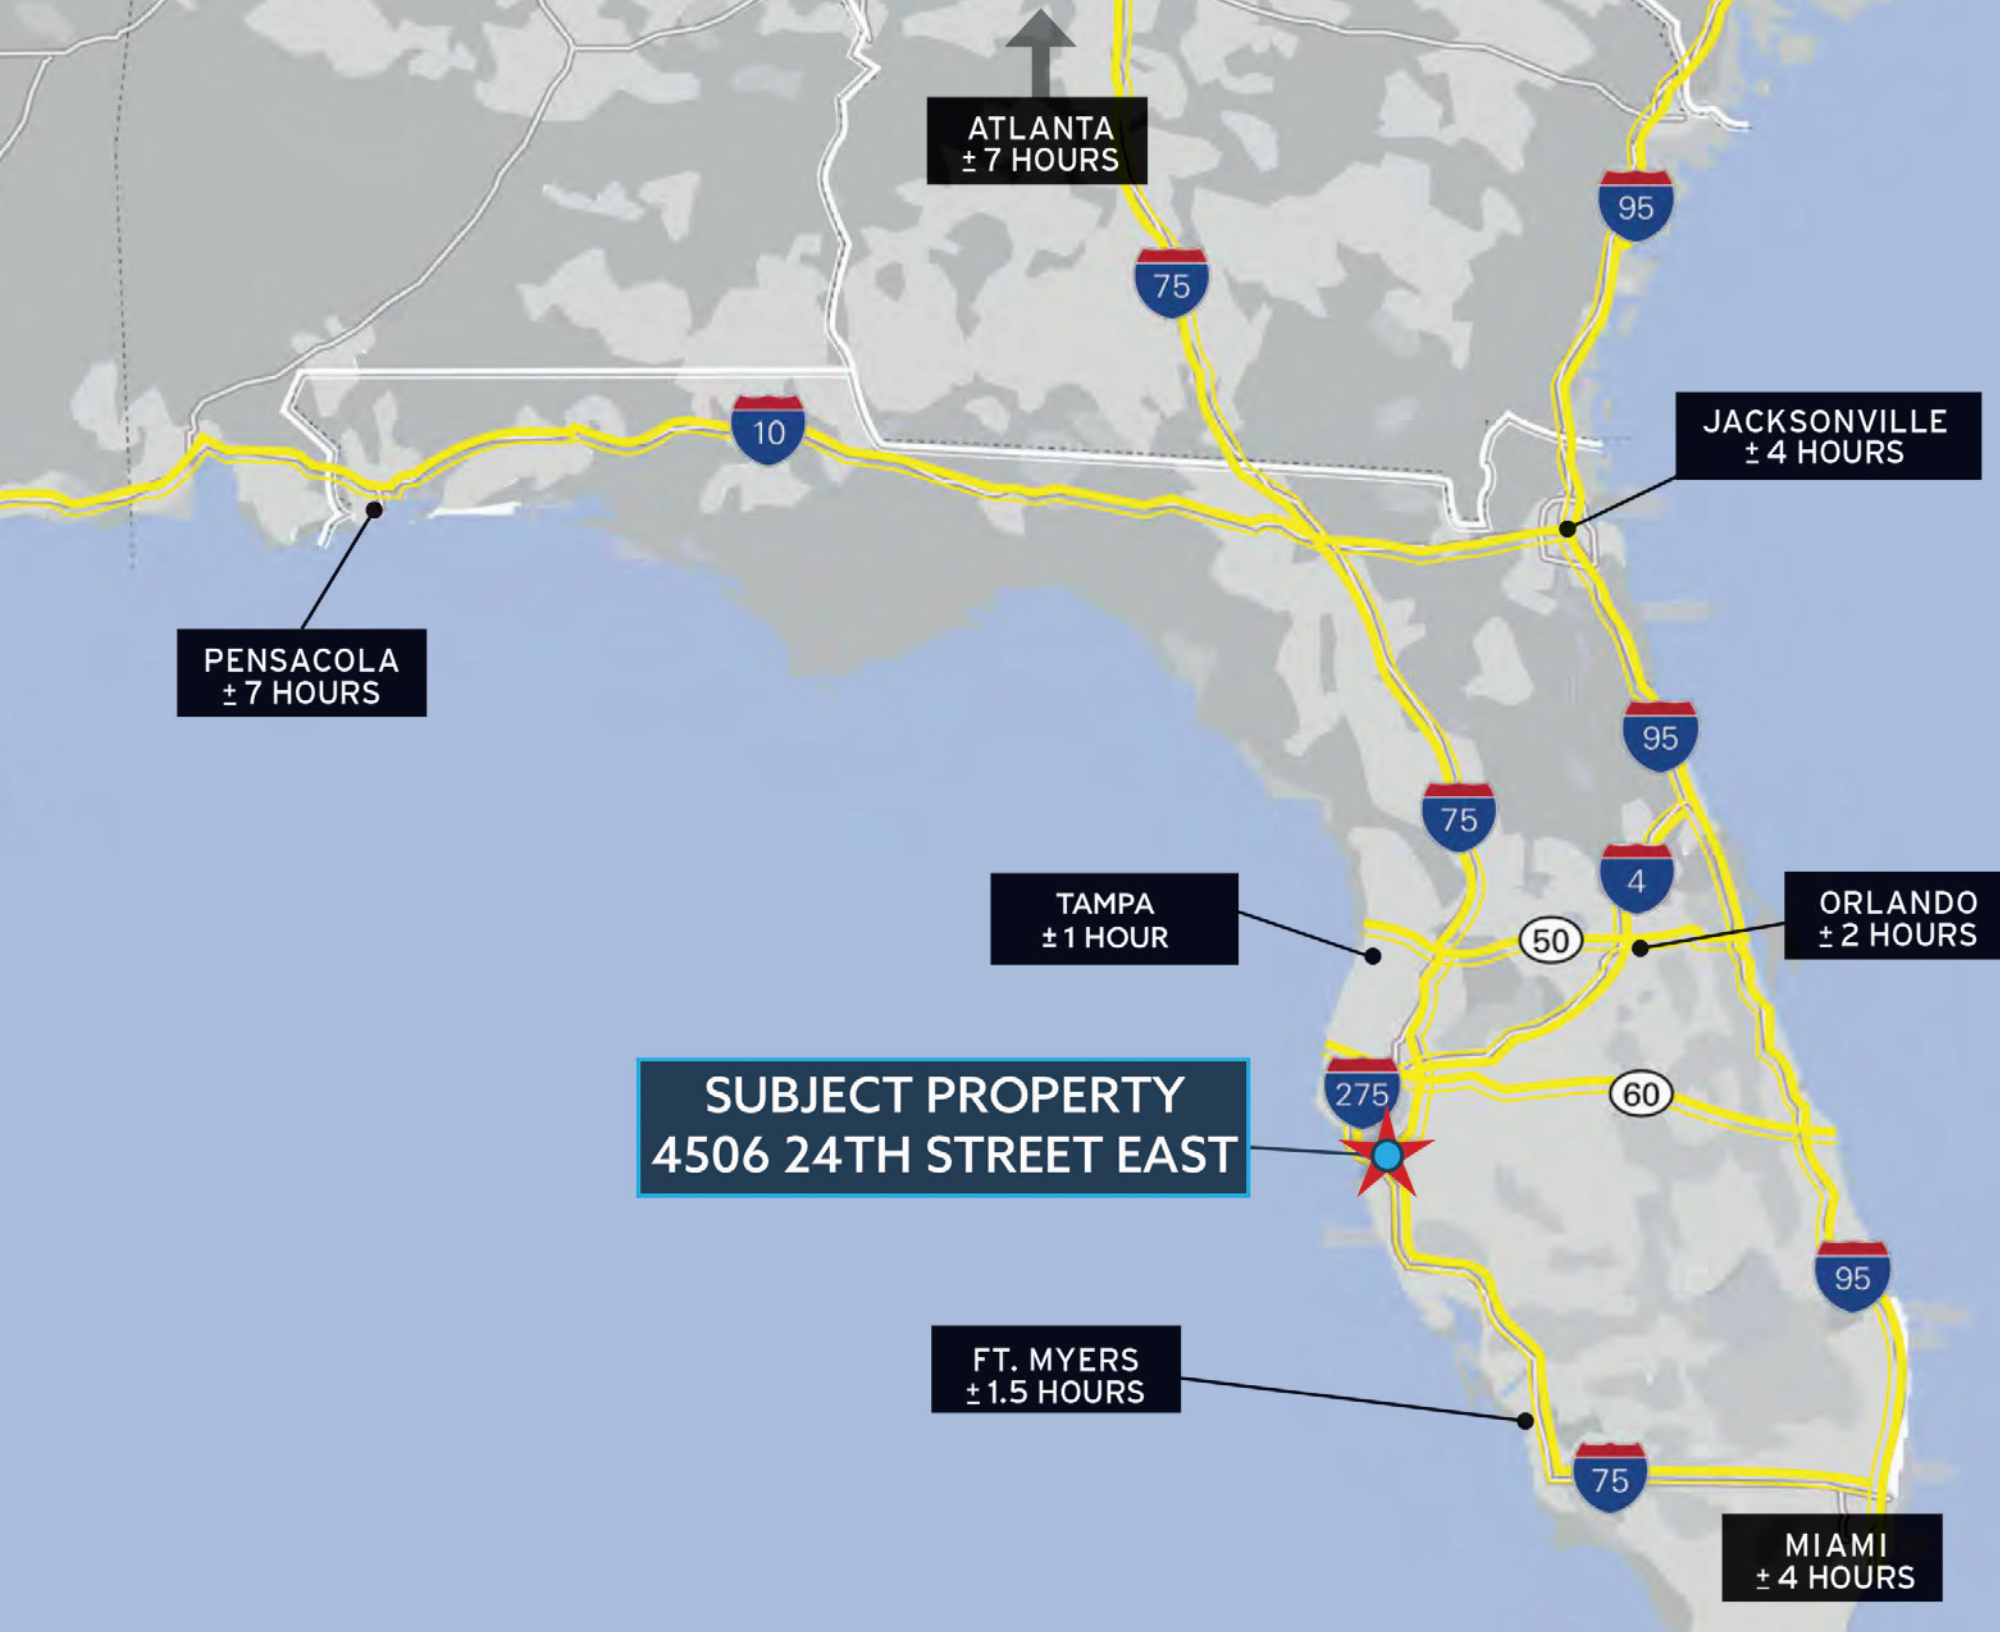 ATLANTA
± 7 HOURS
95
75
JACKSONVILLE
± 4 HOURS
10
PENSACOLA
± 7 HOURS
95
75
4
TAMPA
± 1 HOUR
50
ORLANDO
± 2 HOURS
SUBJECT PROPERTY
4506 24TH STREET EAST
275
60
95
FT. MYERS
± 1.5 HOURS
75
MIAMI
± 4 HOURS